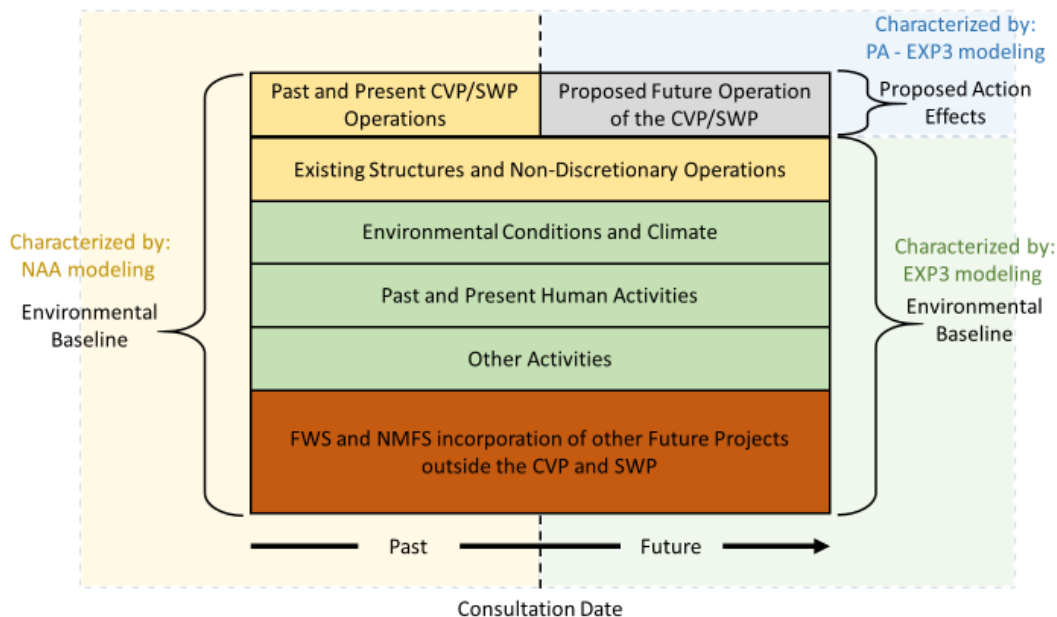 Characterized by:
PA - EXP3 modeling
Past and Present CVP/SWP
Operations
Proposed Future Operation
of the CVP/SWP
Proposed Action
Effects
Existing Structures and Non-Discretionary Operations
Environmental Conditions and Climate
Characterized by:
NAA modeling
Characterized by:
EXP3 modeling
Past and Present Human Activities
Environmental
Baseline
Environmental
Baseline
Other Activities
FWS and NMFS incorporation of other Future Projects
outside the CVP and SWP
Past
Future
Consultation Date